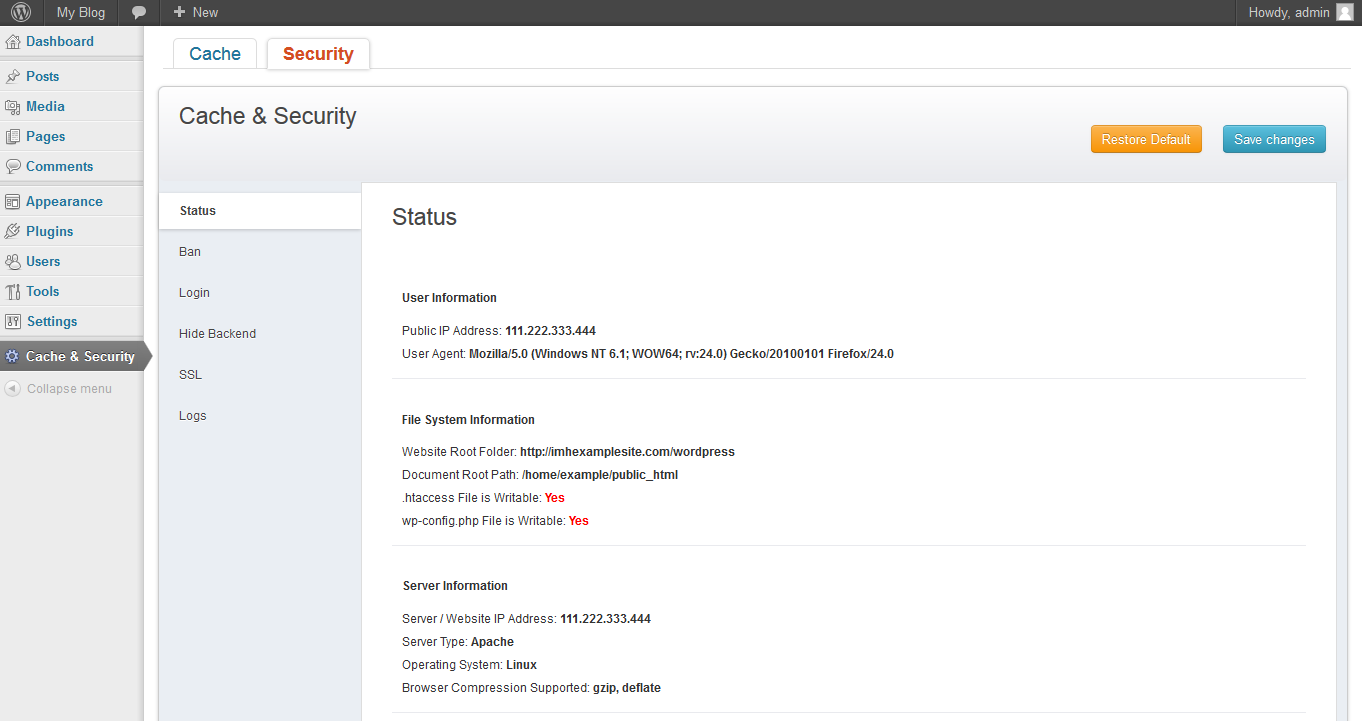 My Blog
New
Howdy, admin
Dashboard
Posts
Media
Pages
Comments
Appearance
Plugins
Users
Tools
Settings
Cache & Security
Collapse menu
Cache
Security
Cache & Security
Restore Default
Save changes
Status
Ban
Login
Hide Backend
SSL
Logs
Status
User Information
Public IP Address: 111.222.333.444
User Agent: Mozilla/5.0 (Windows NT 6.1; WOW64; rv:24.0) Gecko/20100101 Firefox/24.0
File System Information
Website Root Folder: http://imhexamplesite.com/wordpress
Document Root Path: /home/example/public_html
.htaccess File is Writable: Yes
wp-config.php File is Writable: Yes
Server Information
Server / Website IP Address: 111.222.333.444
Server Type: Apache
Operating System: Linux
Browser Compression Supported: gzip, deflate